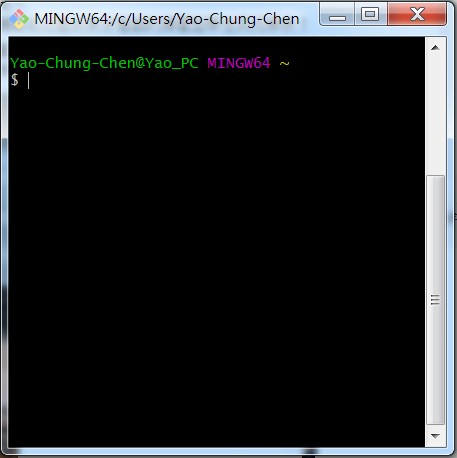 MINGW64:/c/Users/Yao-Chung-Chen
Yao-Chung-Chen@Yao_PC MINGW64 ~
$